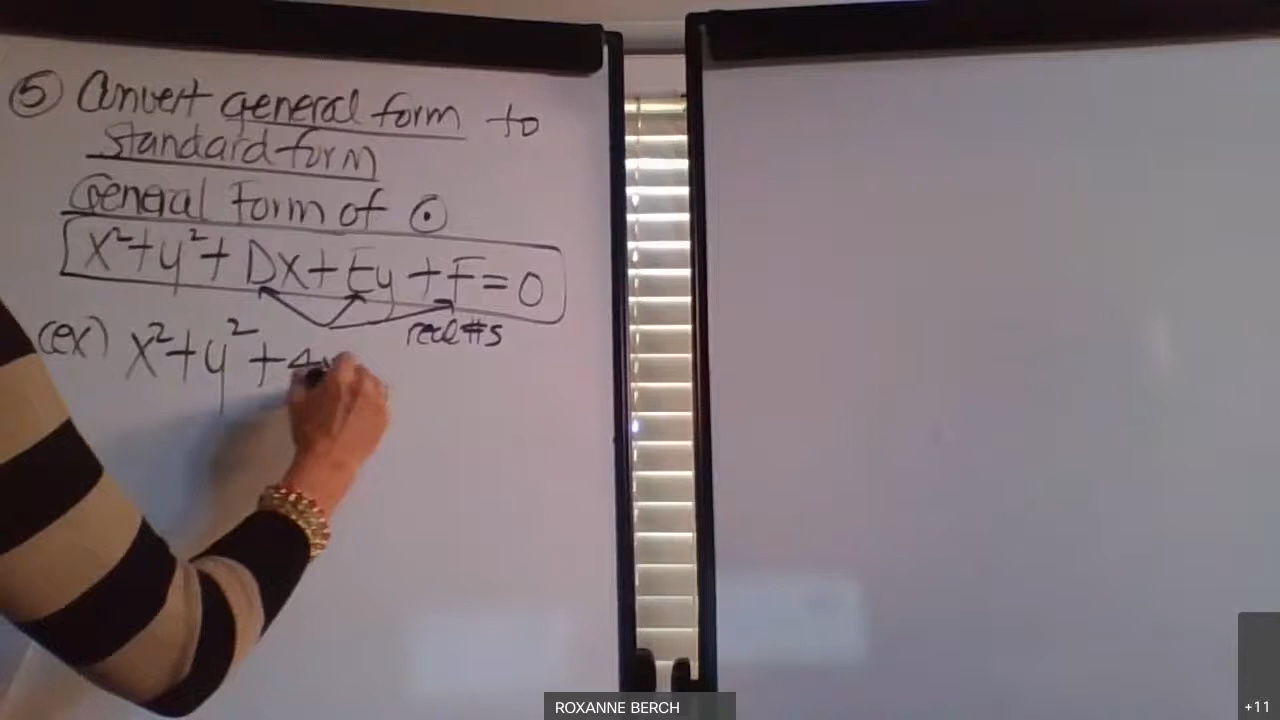 ⑤ Convert general form to
standard form
General Form of ⊙
x²+y²+Dx+Ey+F=0
real #s
(ex) x²+y²+4
ROXANNE BERCH
+11